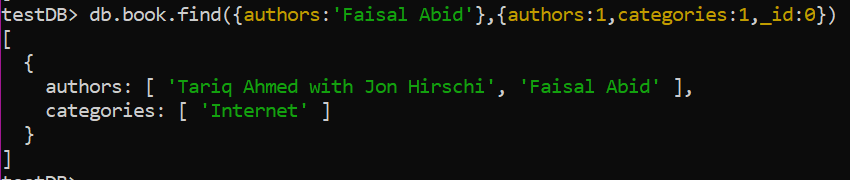 testDB> db.book.find({authors:'Faisal Abid'},{authors:1,categories:1,_id:0})
[
  {
    authors: [ 'Tariq Ahmed with Jon Hirschi', 'Faisal Abid' ],
    categories: [ 'Internet' ]
  }
]
testDB>